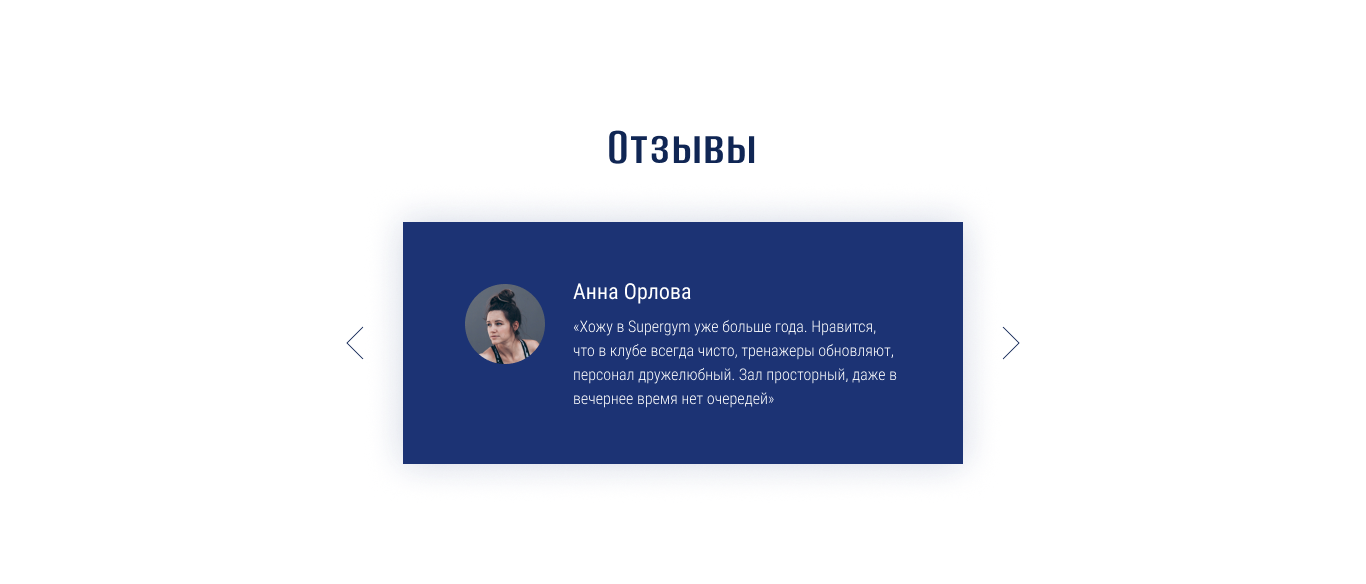 Отзывы
Анна Орлова
«Хожу в Supergym уже больше года. Нравится,
что в клубе всегда чисто, тренажеры обновляют,
персонал дружелюбный. Зал просторный, даже в
вечернее время нет очередей»